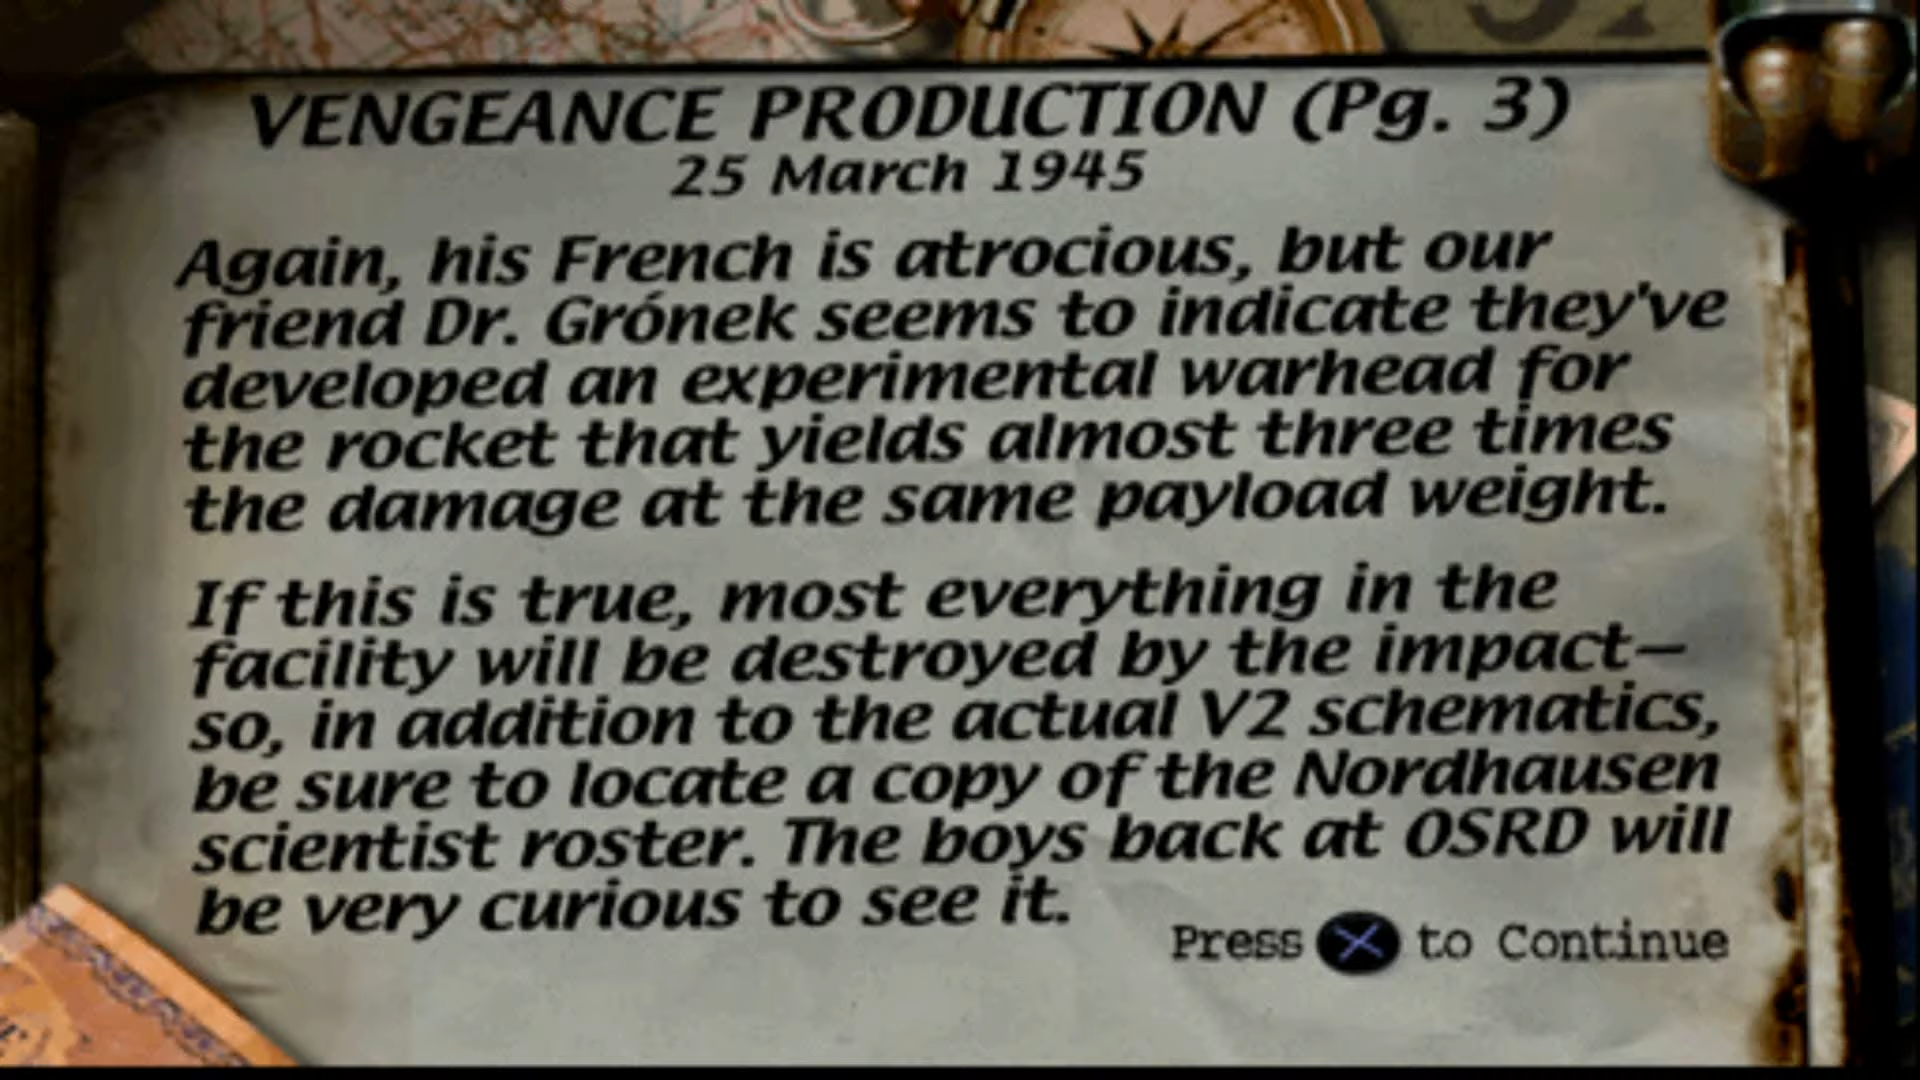 VENGEANCE PRODUCTION (Pg. 3)
25 March 1945
Again, his French is atrocious, but our
friend Dr. Grónek seems to indicate they've
developed an experimental warhead for
the rocket that yields almost three times
the damage at the same payload weight.
If this is true, most everything in the
facility will be destroyed by the impact—
so, in addition to the actual V2 schematics,
be sure to locate a copy of the Nordhausen
scientist roster. The boys back at OSRD will
be very curious to see it.
Press X to Continue